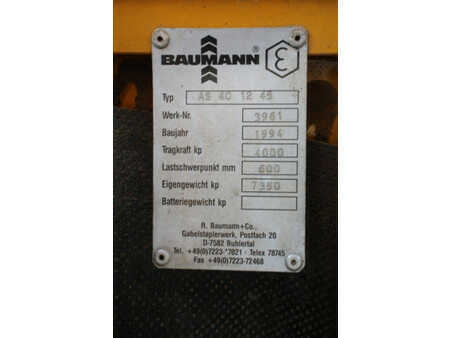 BAUMANN®
Typ AS 40 12 45
Werk-Nr. 3961
Baujahr 1994
Tragkraft kp 4000
Lastschwerpunkt mm 600
Eigengewicht kp 7350
Batteriegewicht kp
R. Baumann+Co.,
Gabelstaplerwerk, Postfach 20
D-7582 Buhlertal
Tel. +49(0)7223-*7821 · Telex 78745
Fax +49(0)7223-72468